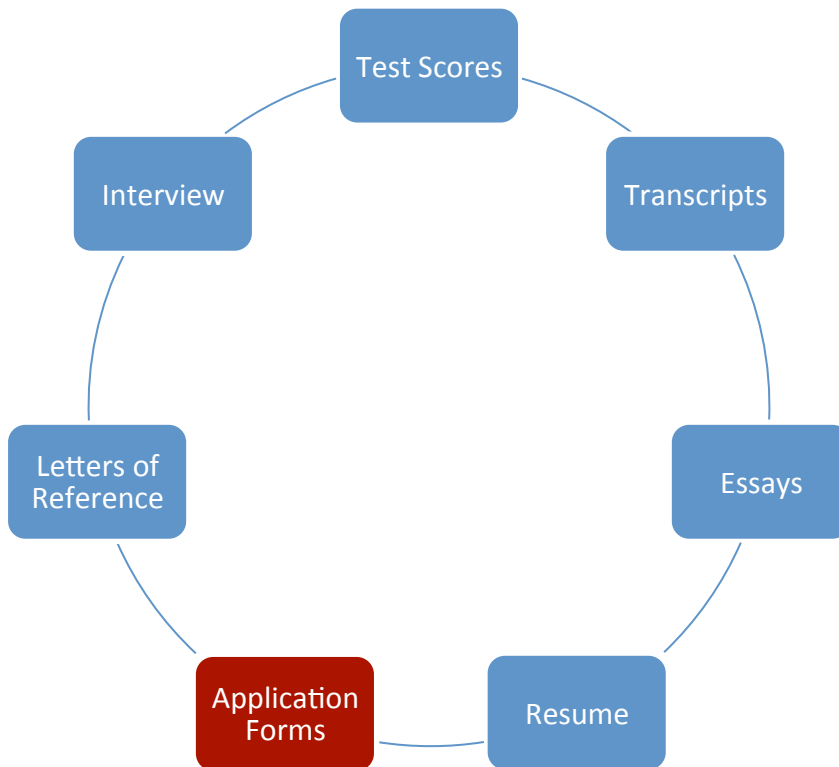 Test Scores
Transcripts
Essays
Resume
Application
Forms
Letters of
Reference
Interview